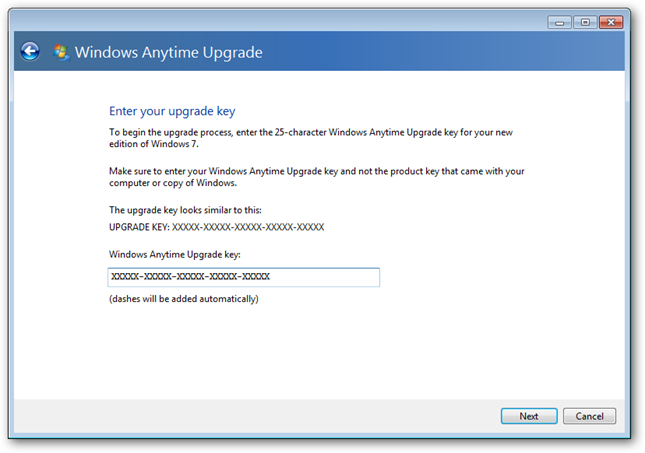 Windows Anytime Upgrade
Enter your upgrade key
To begin the upgrade process, enter the 25-character Windows Anytime Upgrade key for your new
edition of Windows 7.
Make sure to enter your Windows Anytime Upgrade key and not the product key that came with your
computer or copy of Windows.
The upgrade key looks similar to this:
UPGRADE KEY: XXXXX-XXXXX-XXXXX-XXXXX-XXXXX
Windows Anytime Upgrade key:
XXXXX-XXXXX-XXXXX-XXXXX-XXXXX
(dashes will be added automatically)
Next Cancel